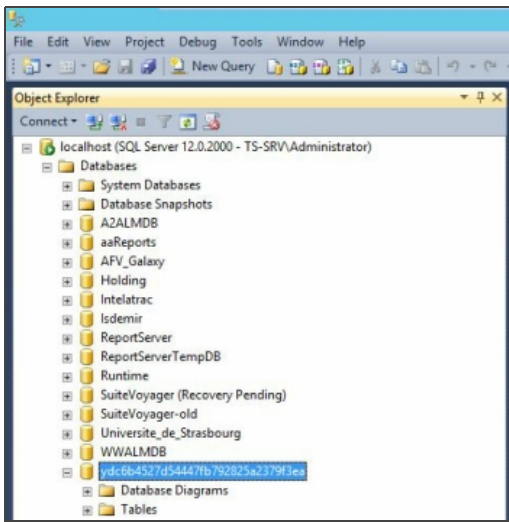 File Edit View Project Debug Tools Window Help
New Query
Object Explorer
Connect
localhost (SQL Server 12.0.2000 - TS-SRV\Administrator)
Databases
System Databases
Database Snapshots
A2ALMDB
aaReports
AFV_Galaxy
Holding
Intelatrac
Isdemir
ReportServer
ReportServerTempDB
Runtime
SuiteVoyager (Recovery Pending)
SuiteVoyager-old
Universite_de_Strasbourg
WWALMDB
ydc6b4527d54447fb792825a2379f3ea
Database Diagrams
Tables